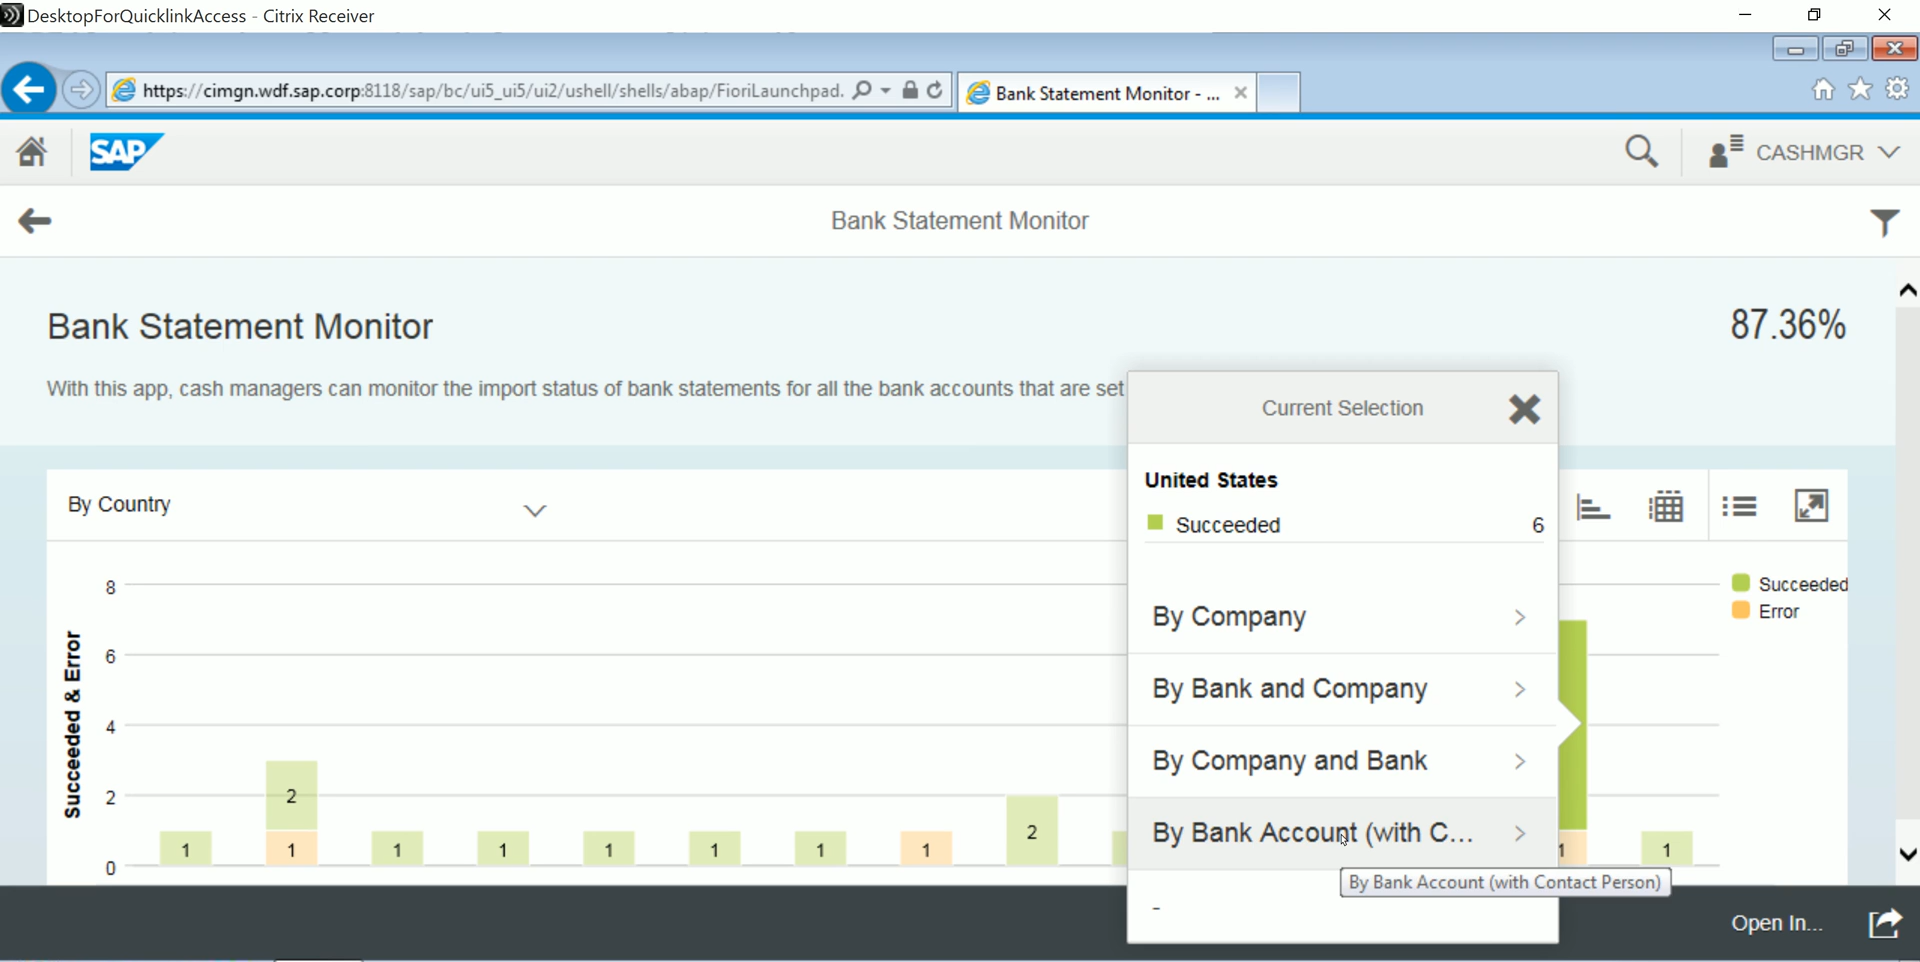 DesktopForQuicklinkAccess - Citrix Receiver
https://cimgn.wdf.sap.corp:8118/sap/bc/ui5_ui5/ui2/ushell/shells/abap/FioriLaunchpad.
Bank Statement Monitor - ...
SAP
CASHMGR
Bank Statement Monitor
Bank Statement Monitor
87.36%
With this app, cash managers can monitor the import status of bank statements for all the bank accounts that are set
Current Selection
United States
Succeeded 6
By Country
By Company
By Bank and Company
By Company and Bank
By Bank Account (with C...
By Bank Account (with Contact Person)
-
Succeeded
Error
Succeeded & Error
8
6
4
2
0
1
2
1
1
1
1
1
1
1
2
1
1
Open In...